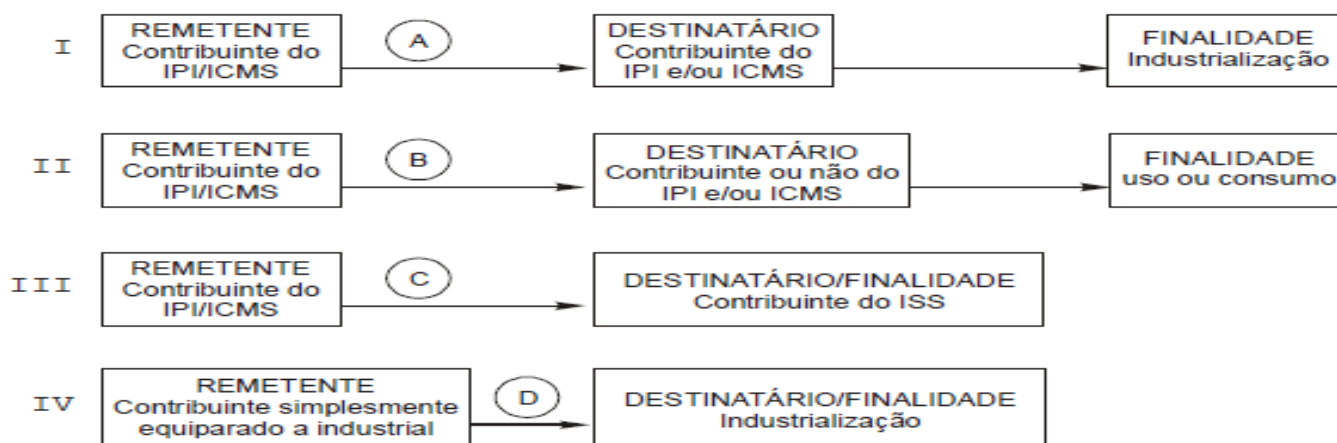 I
REMETENTE
Contribuinte do
IPI/ICMS
A
DESTINATÁRIO
Contribuinte do
IPI e/ou ICMS
FINALIDADE
Industrialização
II
REMETENTE
Contribuinte do
IPI/ICMS
B
DESTINATÁRIO
Contribuinte ou não do
IPI e/ou ICMS
FINALIDADE
uso ou consumo
III
REMETENTE
Contribuinte do
IPI/ICMS
C
DESTINATÁRIO/FINALIDADE
Contribuinte do ISS
IV
REMETENTE
Contribuinte simplesmente
equiparado a industrial
D
DESTINATÁRIO/FINALIDADE
Industrialização